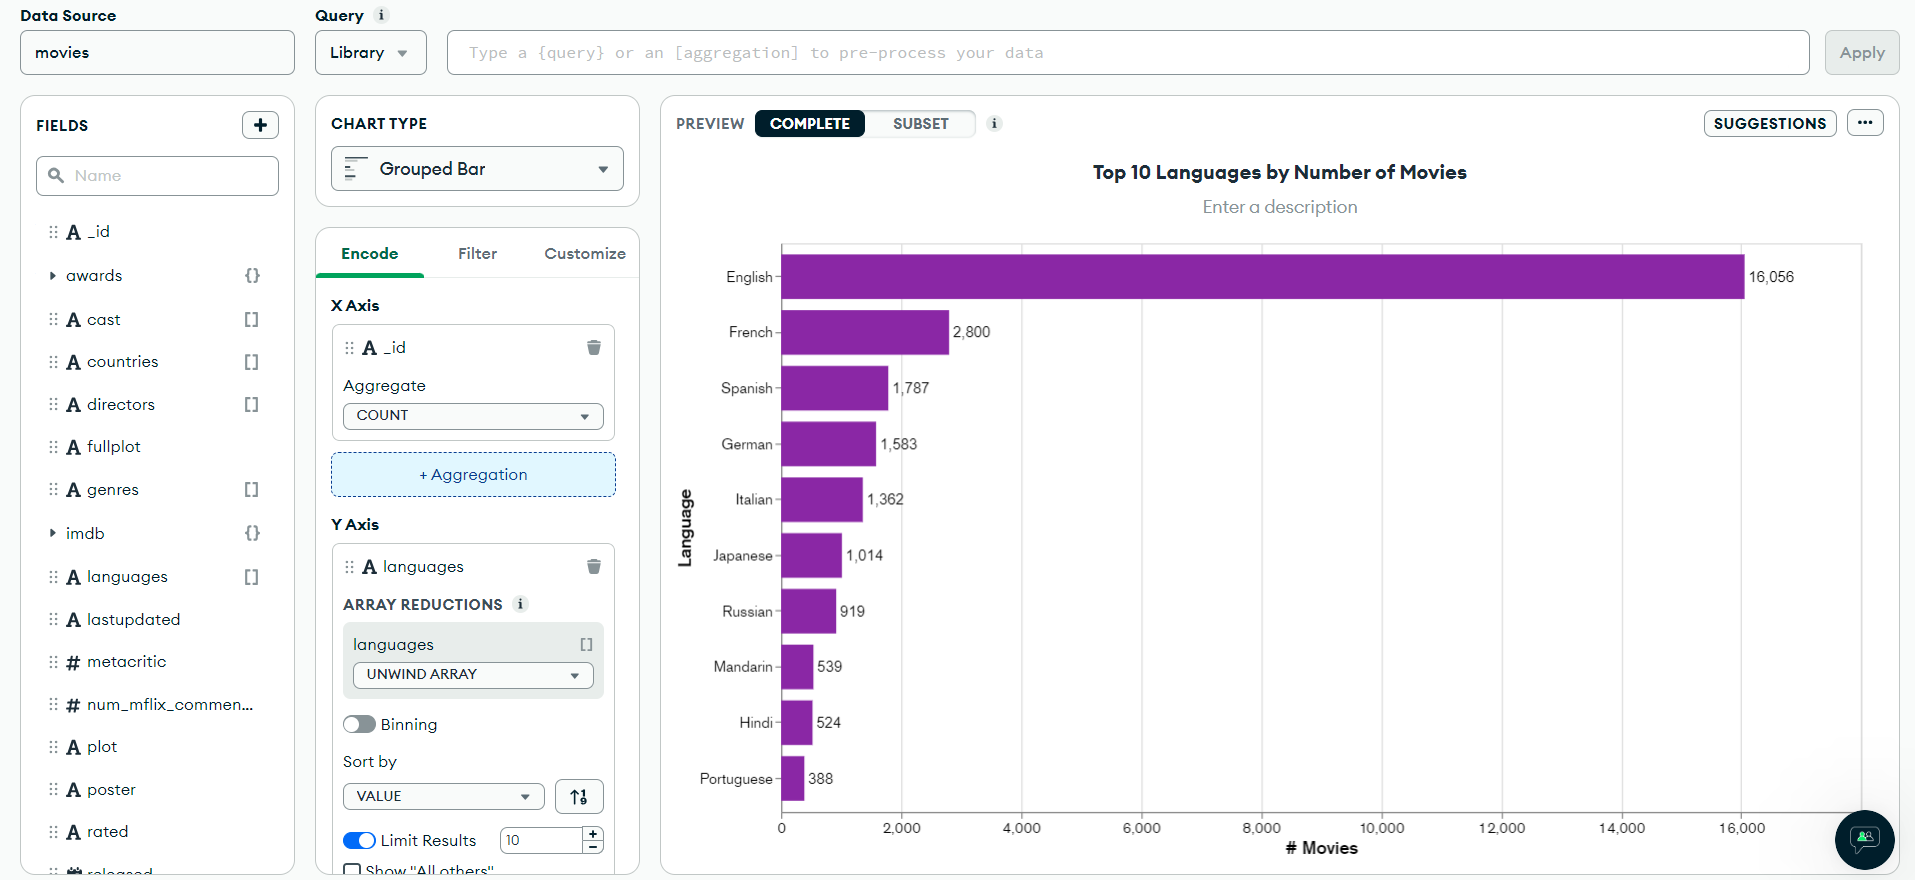 Data Source
movies
Query
Library
Type a {query} or an [aggregation] to pre-process your data
Apply
FIELDS
Name
_id
awards
cast
countries
directors
fullplot
genres
imdb
languages
lastupdated
metacritic
num_mflix_commen...
plot
poster
rated
released
CHART TYPE
Grouped Bar
Encode
Filter
Customize
X Axis
_id
Aggregate
COUNT
+ Aggregation
Y Axis
languages
ARRAY REDUCTIONS
languages
UNWIND ARRAY
Binning
Sort by
VALUE
Limit Results
10
Show "All others"
PREVIEW
COMPLETE
SUBSET
SUGGESTIONS
Top 10 Languages by Number of Movies
Enter a description
Language
English 16,056
French 2,800
Spanish 1,787
German 1,583
Italian 1,362
Japanese 1,014
Russian 919
Mandarin 539
Hindi 524
Portuguese 388
0 2,000 4,000 6,000 8,000 10,000 12,000 14,000 16,000
# Movies